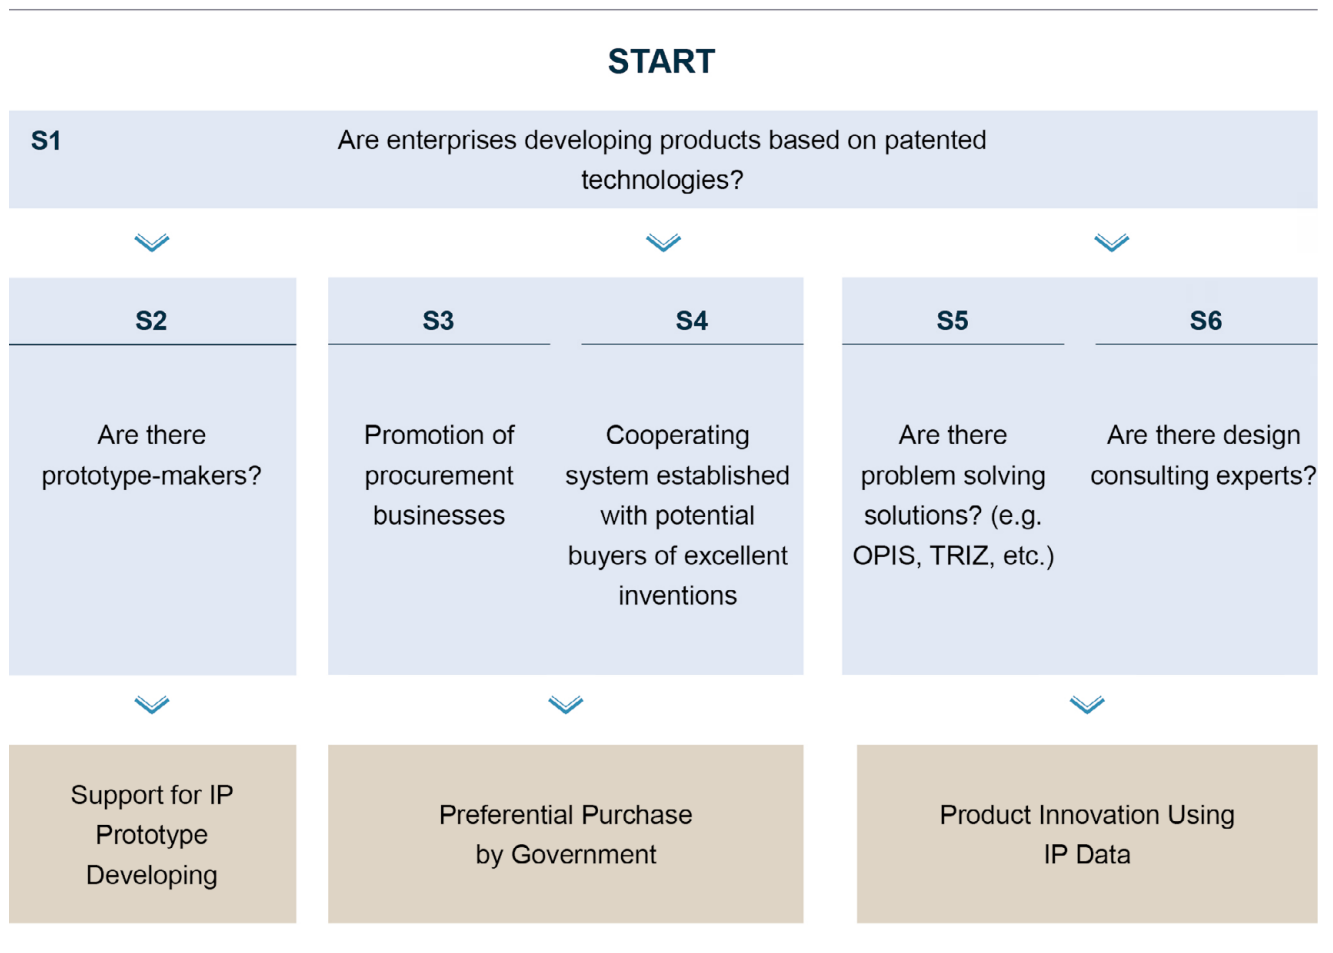 START
S1
Are enterprises developing products based on patented
technologies?
S2
Are there
prototype-makers?
S3
Promotion of
procurement
businesses
S4
Cooperating
system established
with potential
buyers of excellent
inventions
S5
Are there
problem solving
solutions? (e.g.
OPIS, TRIZ, etc.)
S6
Are there design
consulting experts?
Support for IP
Prototype
Developing
Preferential Purchase
by Government
Product Innovation Using
IP Data